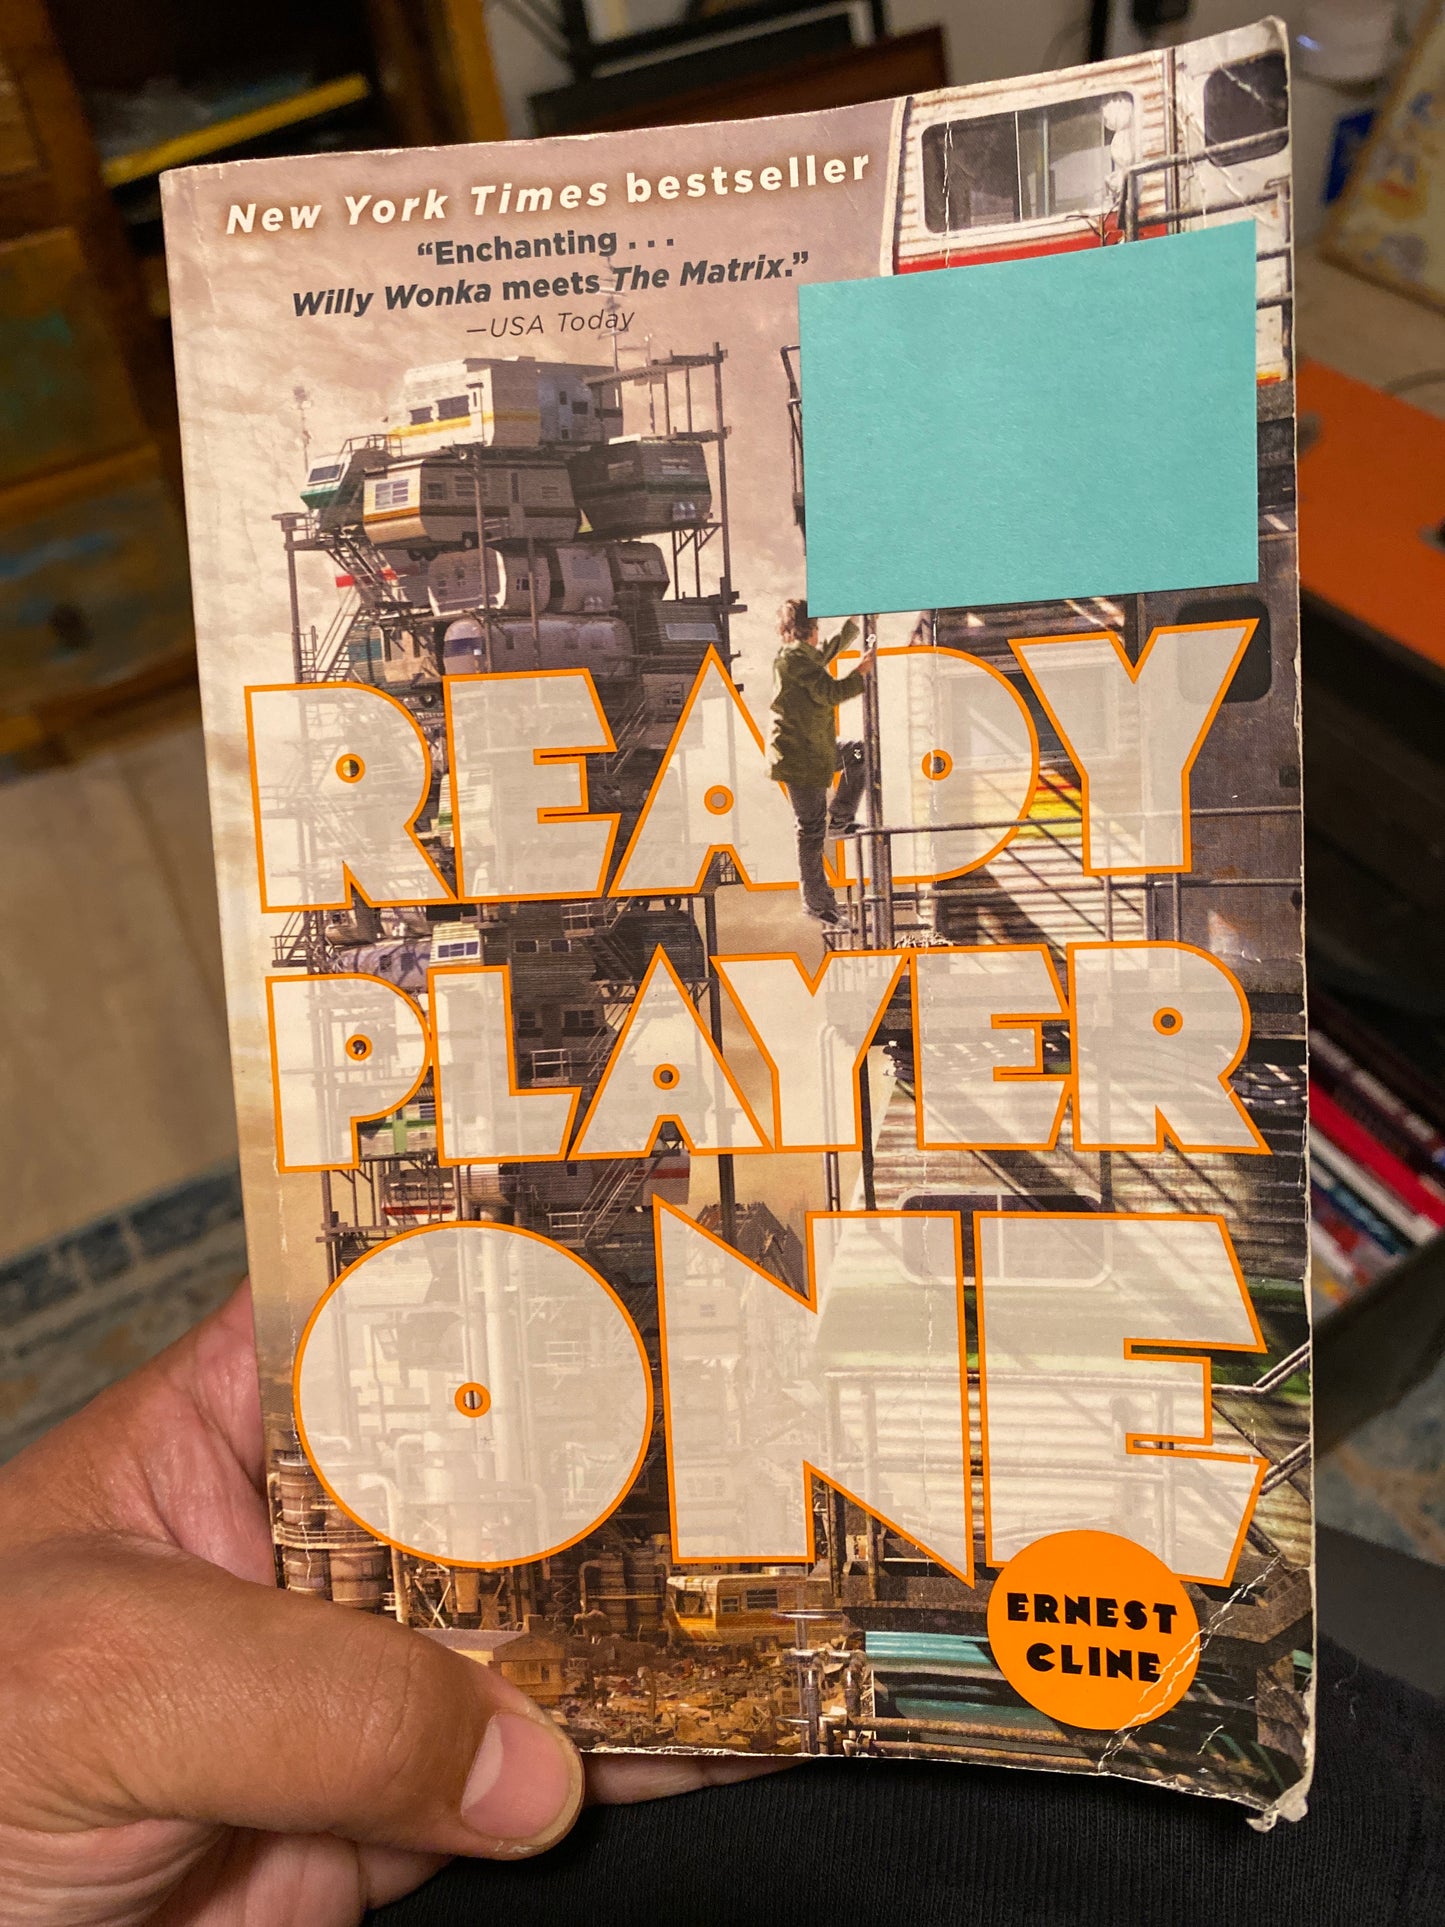 New York Times bestseller
“Enchanting . . .
Willy Wonka meets The Matrix.”
—USA Today
READY
PLAYER
ONE
ERNEST
CLINE